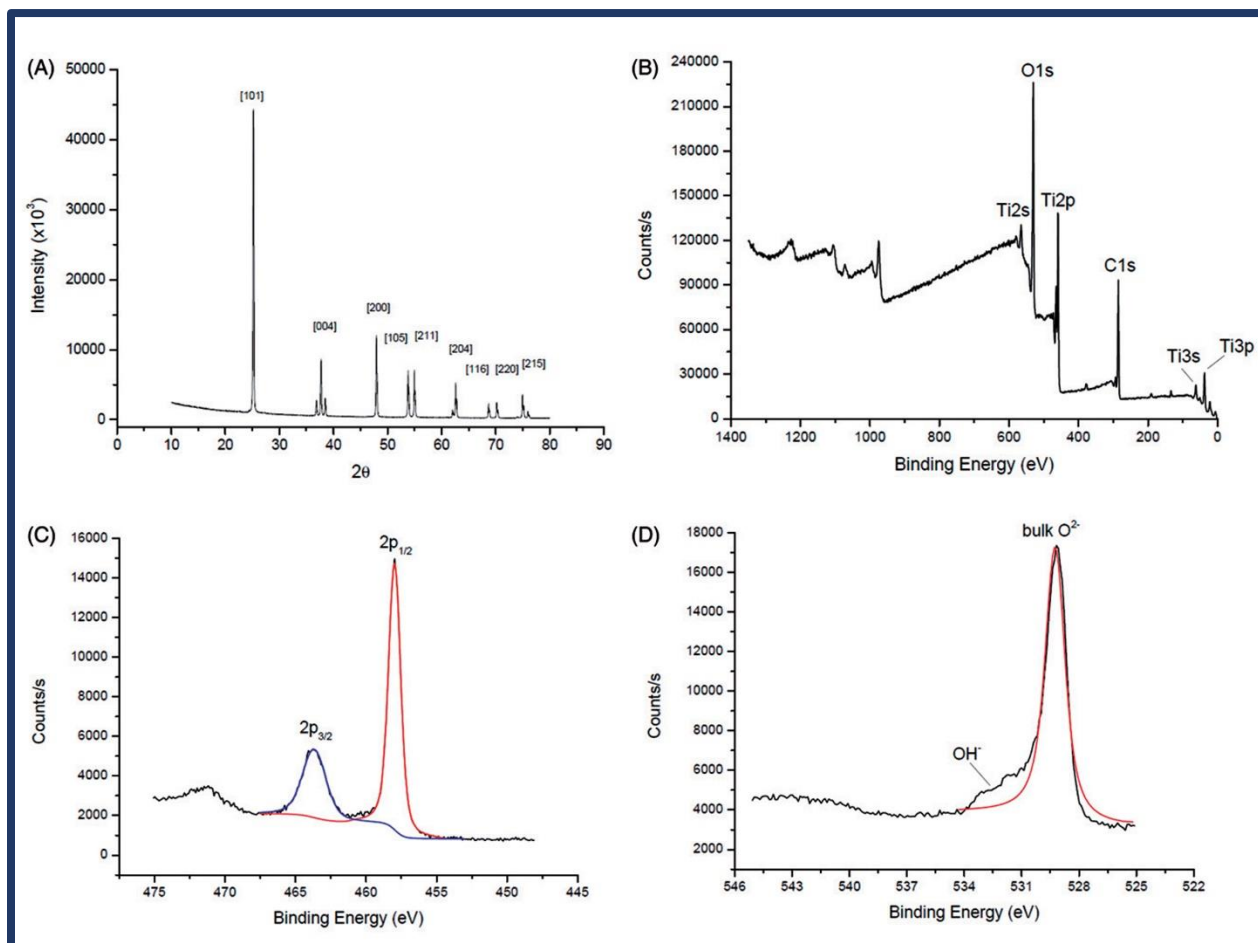 (A)
50000
40000
30000
20000
10000
0
Intensity (x10³)
[101]
[004]
[200]
[105]
[211]
[204]
[116]
[220]
[215]
0 10 20 30 40 50 60 70 80 90
2θ
(B)
240000
210000
180000
150000
120000
90000
60000
30000
0
Counts/s
O1s
Ti2s
Ti2p
C1s
Ti3s
Ti3p
1400 1200 1000 800 600 400 200 0
Binding Energy (eV)
(C)
16000
14000
12000
10000
8000
6000
4000
2000
0
Counts/s
2p1/2
2p3/2
475 470 465 460 455 450 445
Binding Energy (eV)
(D)
18000
16000
14000
12000
10000
8000
6000
4000
2000
Counts/s
bulk O²⁻
OH⁻
546 543 540 537 534 531 528 525 522
Binding Energy (eV)